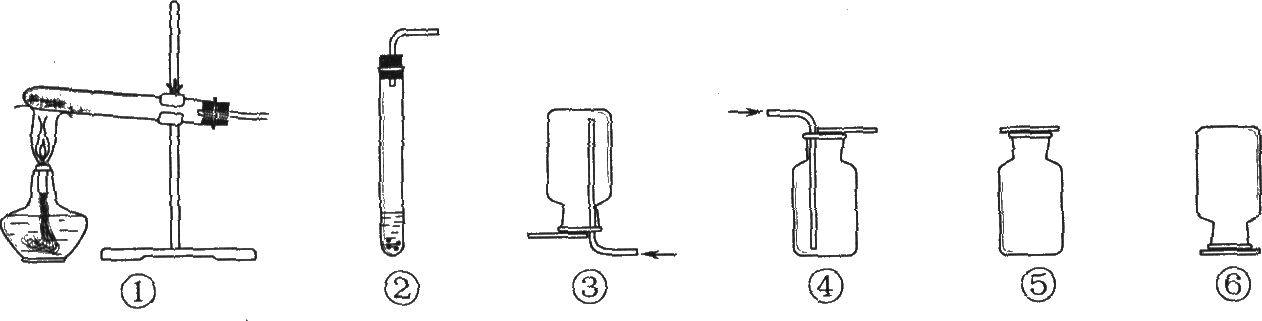 ① ② ③ ④ ⑤ ⑥